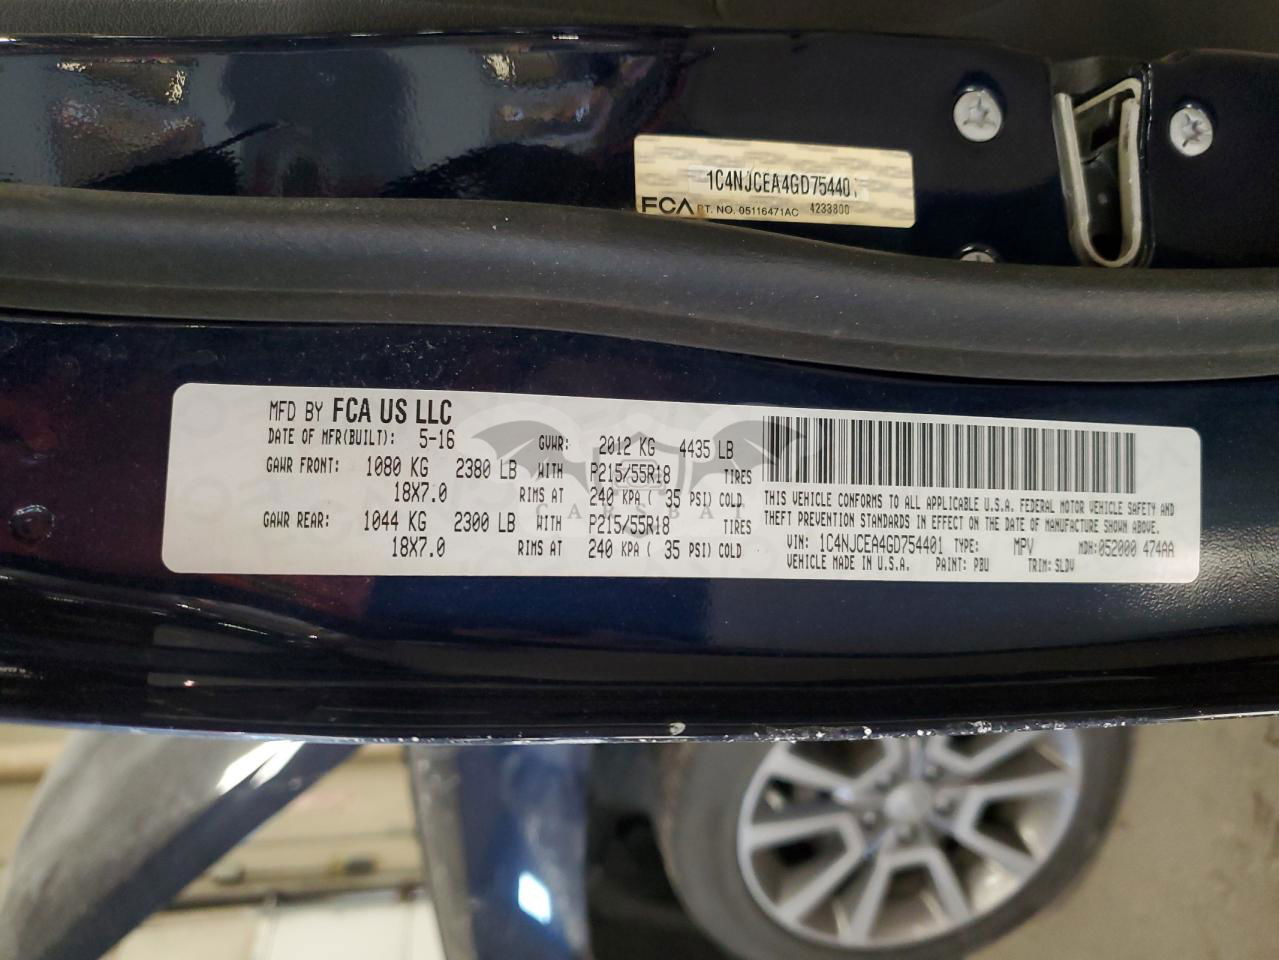 1C4NJCEA4GD75440
FCA PT. NO. 05116471AC 4233800
MFD BY FCA US LLC
DATE OF MFR(BUILT): 5-16 GVWR: 2012 KG 4435 LB
GAWR FRONT: 1080 KG 2380 LB WITH P215/55R18 TIRES
18X7.0 RIMS AT 240 KPA ( 35 PSI) COLD
GAWR REAR: 1044 KG 2300 LB WITH P215/55R18 TIRES
18X7.0 RIMS AT 240 KPA ( 35 PSI) COLD
THIS VEHICLE CONFORMS TO ALL APPLICABLE U.S.A. FEDERAL MOTOR VEHICLE SAFETY AND
THEFT PREVENTION STANDARDS IN EFFECT ON THE DATE OF MANUFACTURE SHOWN ABOVE.
VIN: 1C4NJCEA4GD754401 TYPE: MPV MDH:052000 474AA
VEHICLE MADE IN U.S.A. PAINT: PBU TRIM: SLDV
CARSBAT